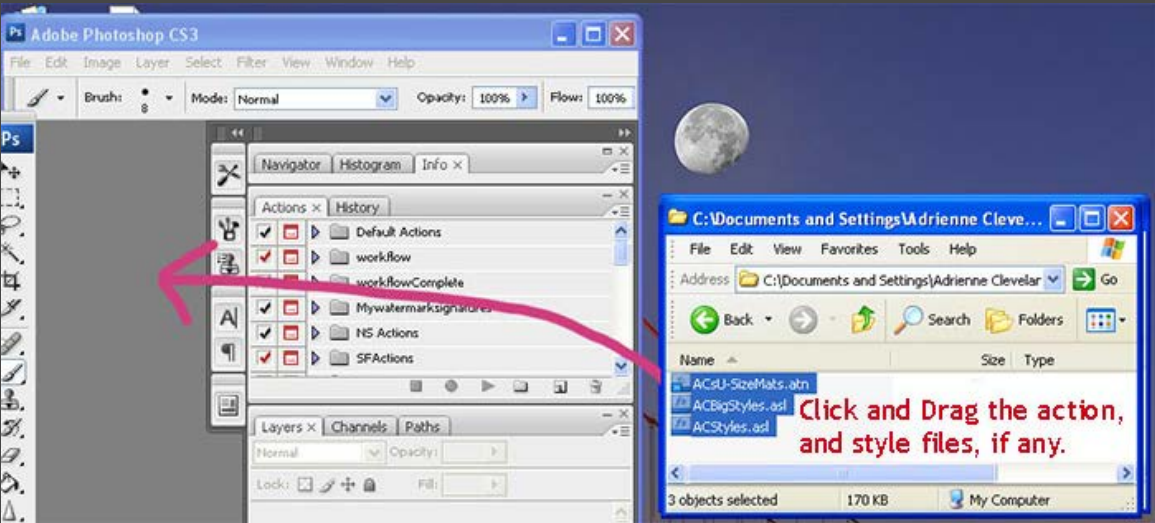 Ps Adobe Photoshop CS3
File Edit Image Layer Select Filter View Window Help
Brush: 8 Mode: Normal Opacity: 100% Flow: 100%
Ps
Navigator Histogram Info ×
Actions × History
Default Actions
workflow
workflowComplete
Mywatermarksignatures
NS Actions
SFActions
Layers × Channels Paths
Normal Opacity:
Lock: Fill:
C:\Documents and Settings\Adrienne Cleve...
File Edit View Favorites Tools Help
Address C:\Documents and Settings\Adrienne Clevelar Go
Back Search Folders
Name Size Type
ACsU-SizeMats.atn
ACBigStyles.asl
ACStyles.asl
Click and Drag the action,
and style files, if any.
3 objects selected 170 KB My Computer